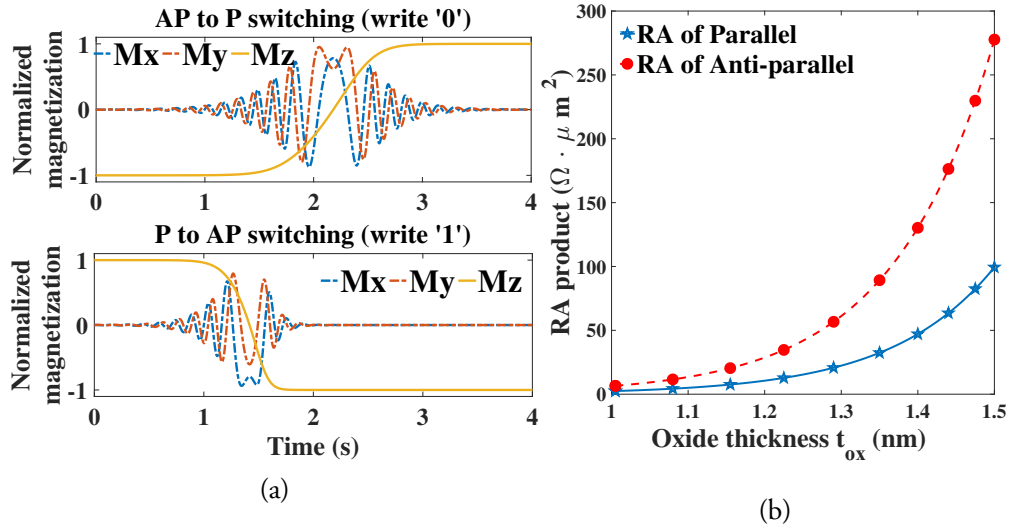 AP to P switching (write '0')
Mx My Mz
Normalized
magnetization
1
0
-1
0 1 2 3 4
P to AP switching (write '1')
Mx My Mz
Normalized
magnetization
1
0
-1
0 1 2 3 4
Time (s)
(a)
RA of Parallel
RA of Anti-parallel
RA product (Ω · μ m²)
300
250
200
150
100
50
0
1 1.1 1.2 1.3 1.4 1.5
Oxide thickness tox (nm)
(b)